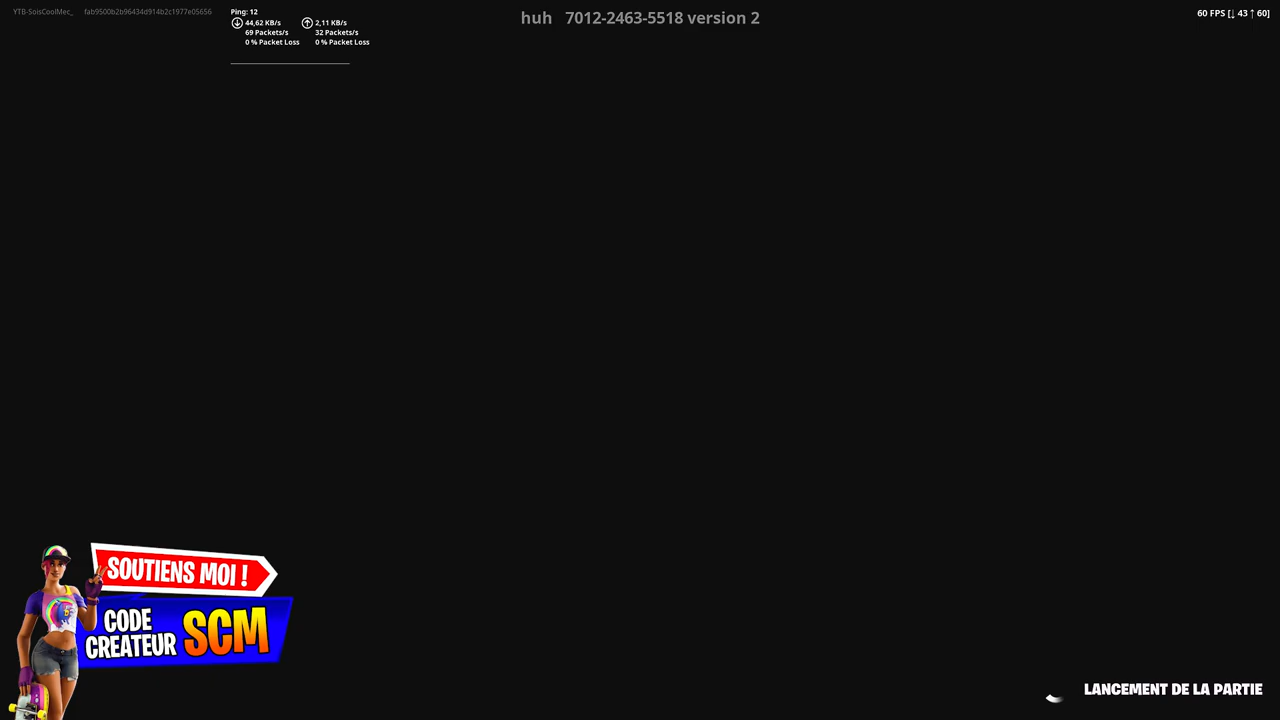 YTB-SoisCoolMec_ fab9500b2b96434d914b2c1977e05656
Ping: 12
44,62 KB/s 2,11 KB/s
69 Packets/s 32 Packets/s
0 % Packet Loss 0 % Packet Loss
huh 7012-2463-5518 version 2
60 FPS [↓ 43 ↑ 60]
SOUTIENS MOI !
CODE
CREATEUR SCM
LANCEMENT DE LA PARTIE